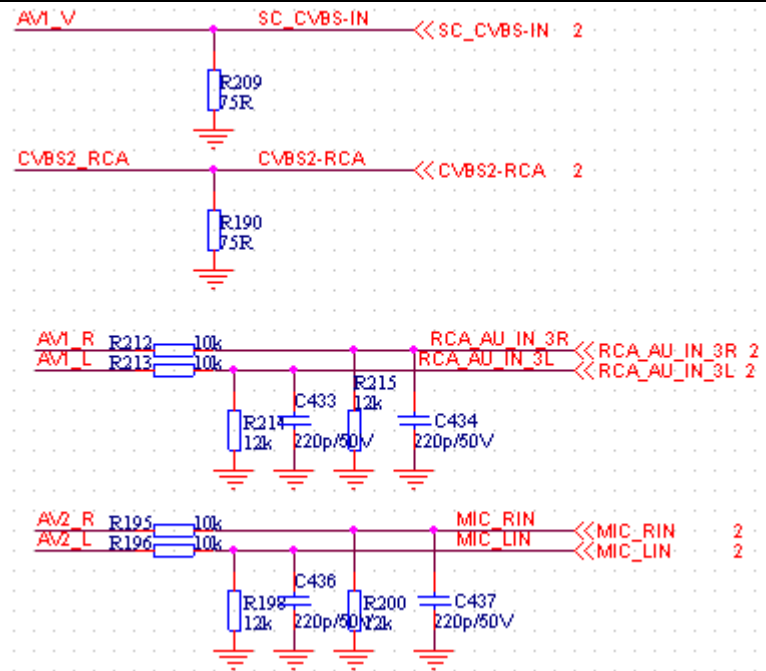 AV1_V SC_CVBS-IN SC_CVBS-IN 2
R209
75R
CVBS2_RCA CVBS2-RCA CVBS2-RCA 2
R190
75R
AV1_R R212 10k RCA_AU_IN_3R RCA_AU_IN_3R 2
AV1_L R213 10k RCA_AU_IN_3L RCA_AU_IN_3L 2
R215
12k
C433
R214
12k
220p/50V
C434
220p/50V
AV2_R R195 10k MIC_RIN MIC_RIN 2
AV2_L R196 10k MIC_LIN MIC_LIN 2
C436
R198
12k
220p/50V
R200
12k
C437
220p/50V